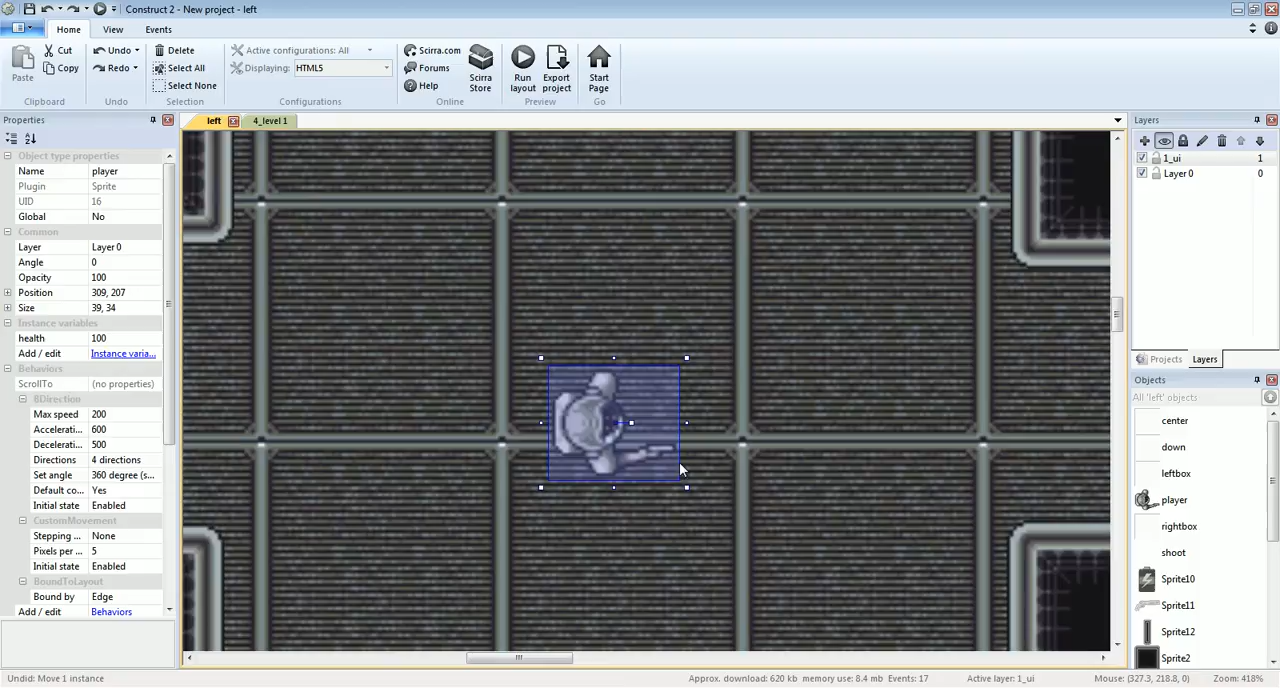 Construct 2 - New project - left
Home View Events
Paste
Cut
Copy
Clipboard
Undo
Redo
Undo
Delete
Select All
Select None
Selection
Active configurations: All
Displaying: HTML5
Configurations
Scirra.com
Forums
Help
Scirra Store
Online
Run layout
Export project
Preview
Start Page
Go
Properties
left 4_level 1
Object type properties
Name player
Plugin Sprite
UID 16
Global No
Common
Layer Layer 0
Angle 0
Opacity 100
Position 309, 207
Size 39, 34
Instance variables
health 100
Add / edit Instance varia...
Behaviors
ScrollTo (no properties)
8Direction
Max speed 200
Accelerati... 600
Decelerati... 500
Directions 4 directions
Set angle 360 degree (s...
Default co... Yes
Initial state Enabled
CustomMovement
Stepping ... None
Pixels per ... 5
Initial state Enabled
BoundToLayout
Bound by Edge
Add / edit Behaviors
Layers
1_ui 1
Layer 0 0
Projects Layers
Objects
All 'left' objects
center
down
leftbox
player
rightbox
shoot
Sprite10
Sprite11
Sprite12
Sprite2
Undid: Move 1 instance
Approx. download: 620 kb memory use: 8.4 mb Events: 17
Active layer: 1_ui
Mouse: (327.3, 218.8, 0)
Zoom: 418%